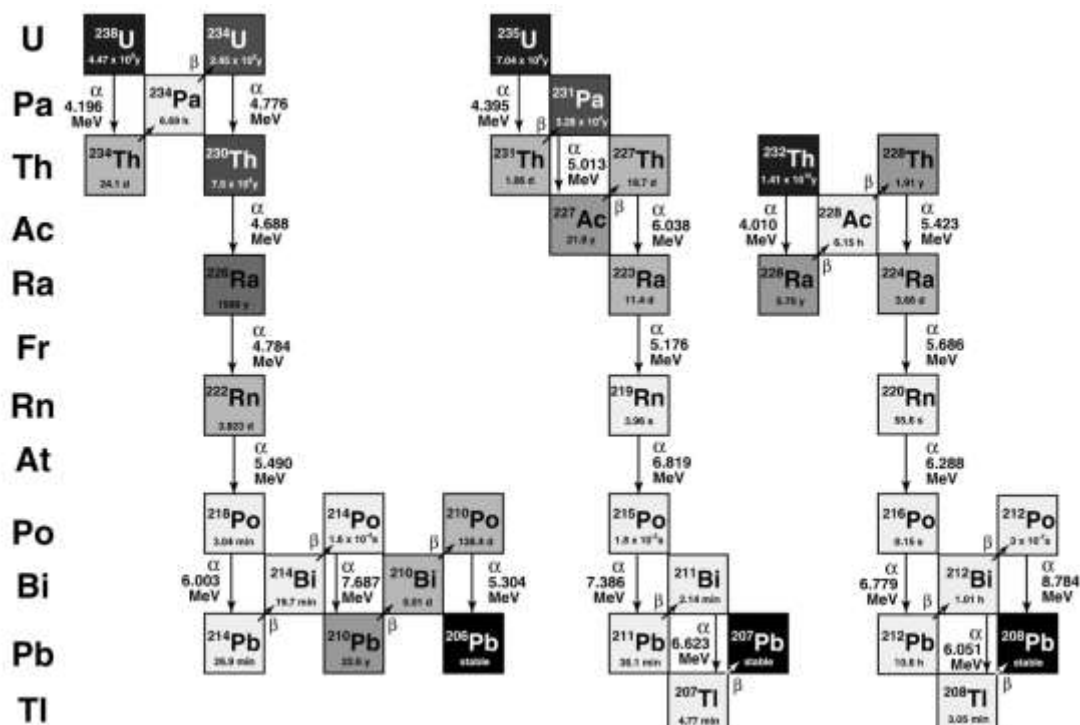 U
238U
4.47 x 10⁹y
β
234U
235U
Pa
α
4.196
MeV
234Pa
6.69 h
α
4.776
MeV
α
4.395
MeV
β
231Pa
Th
234Th
24.1 d
230Th
231Th
α
5.013
MeV
227Th
18.7 d
232Th
228Th
1.91 y
Ac
α
4.688
MeV
227Ac
21.8 y
β
α
6.038
MeV
α
4.010
MeV
228Ac
6.15 h
β
α
5.423
MeV
Ra
226Ra
223Ra
11.4 d
228Ra
5.75 y
β
224Ra
3.66 d
Fr
α
4.784
MeV
α
5.176
MeV
α
5.686
MeV
Rn
222Rn
3.823 d
219Rn
3.96 s
220Rn
55.6 s
At
α
5.490
MeV
α
6.819
MeV
α
6.288
MeV
Po
218Po
3.04 min
β
214Po
β
210Po
138.4 d
215Po
216Po
β
212Po
Bi
α
6.003
MeV
214Bi
19.7 min
α
7.687
MeV
210Bi
5.01 d
α
5.304
MeV
α
7.386
MeV
211Bi
2.14 min
α
6.779
MeV
212Bi
1.01 h
α
8.784
MeV
Pb
214Pb
26.9 min
β
210Pb
β
206Pb
stable
211Pb
36.1 min
β
α
6.623
MeV
207Pb
stable
212Pb
10.6 h
β
α
6.051
MeV
208Pb
stable
Tl
207Tl
4.77 min
β
208Tl
3.05 min
β